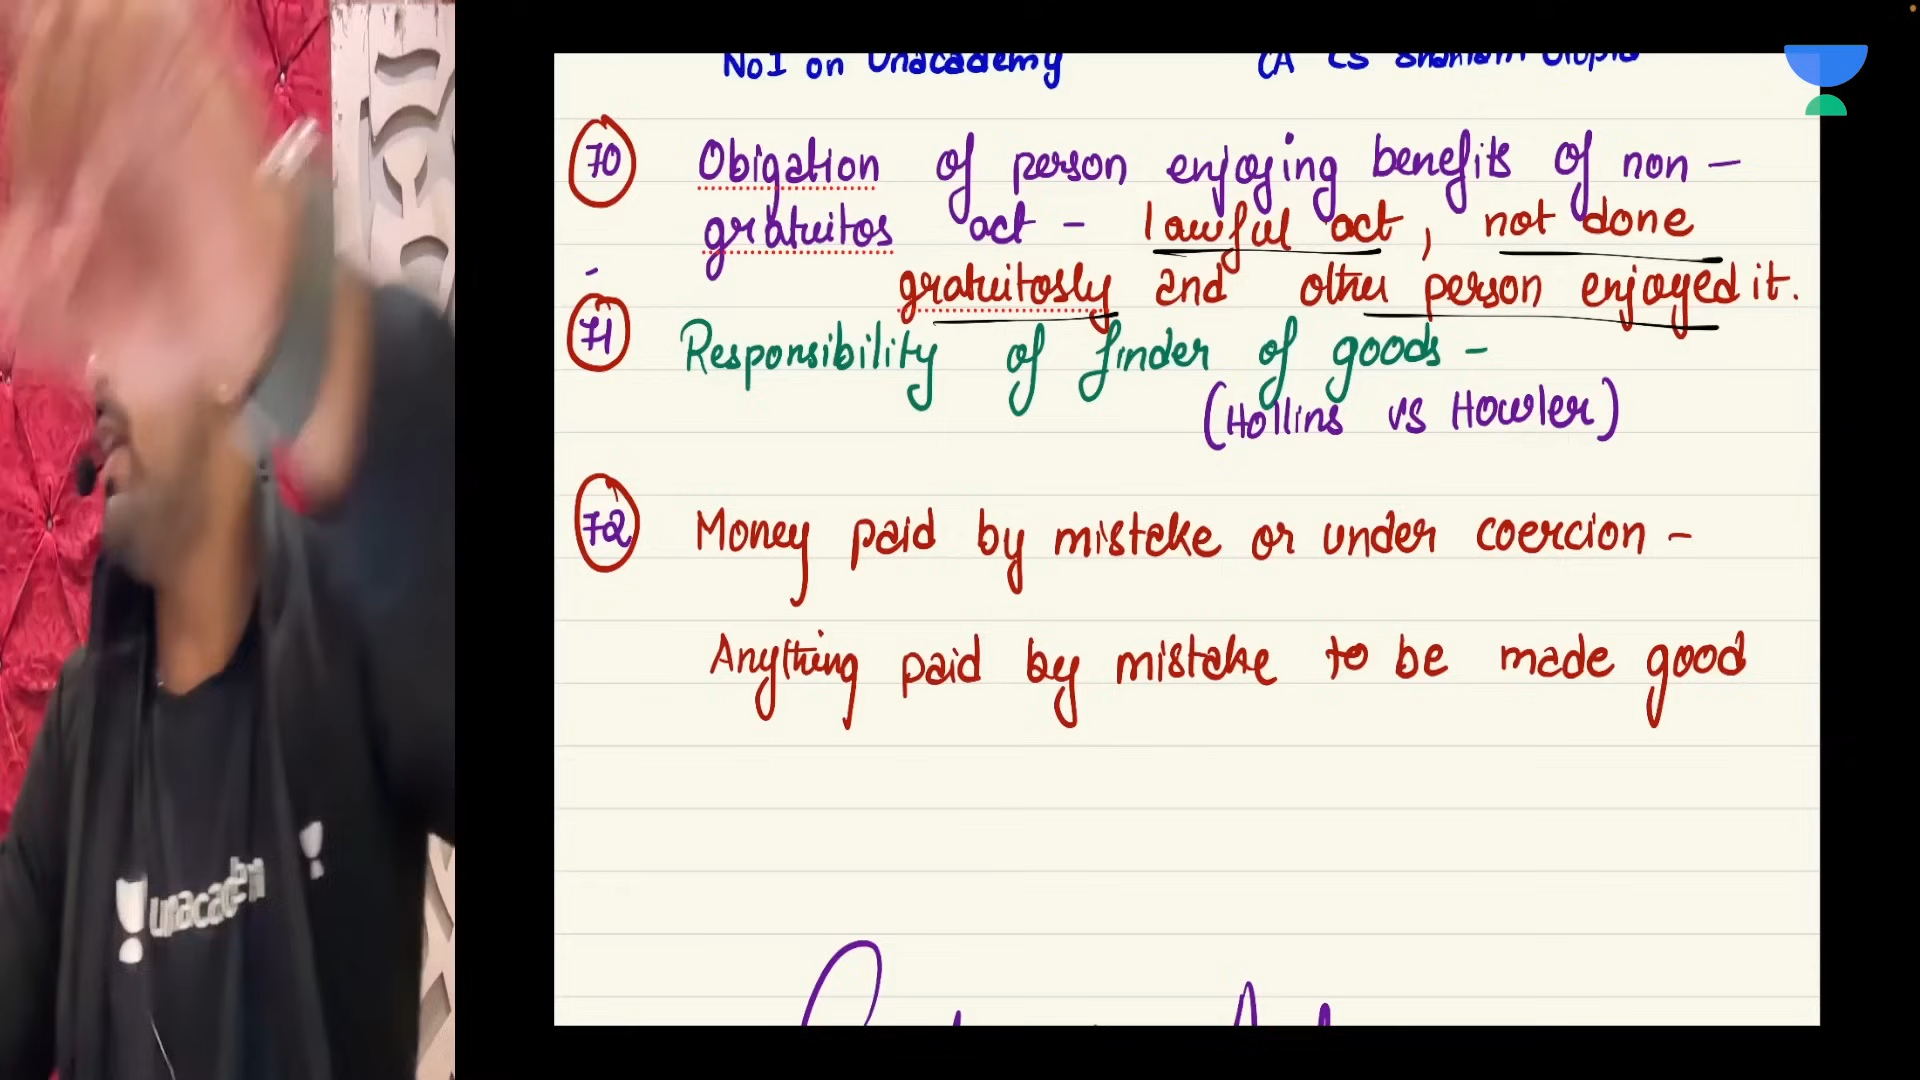 No1 on Unacademy CA CS
70 Obigation of person enjoying benefits of non -
gratuitos act - lawful act, not done
gratuitosly and other person enjoyed it.
71 Responsibility of finder of goods -
(Hollins vs Howler)
72 Money paid by mistake or under coercion -
Anything paid by mistake to be made good